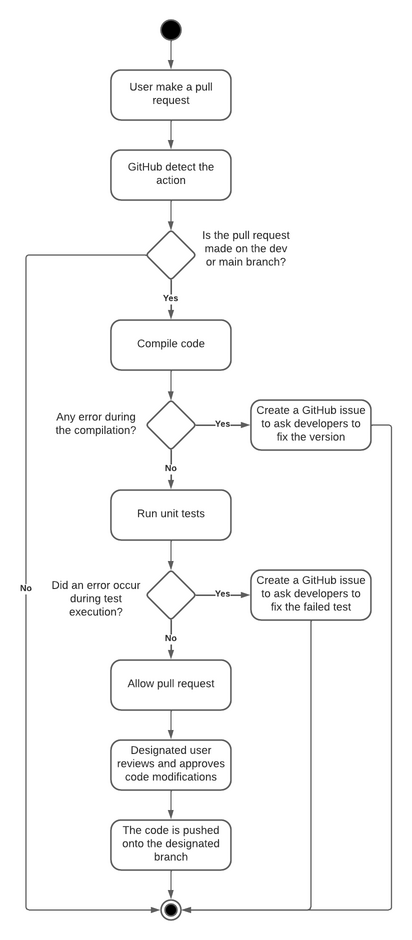 User make a pull
request
GitHub detect the
action
Is the pull request
made on the dev
or main branch?
Yes
Compile code
Any error during
the compilation?
Yes
Create a GitHub issue
to ask developers to
fix the version
No
Run unit tests
No
Did an error occur
during test
execution?
Yes
Create a GitHub issue
to ask developers to
fix the failed test
No
Allow pull request
Designated user
reviews and approves
code modifications
The code is pushed
onto the designated
branch